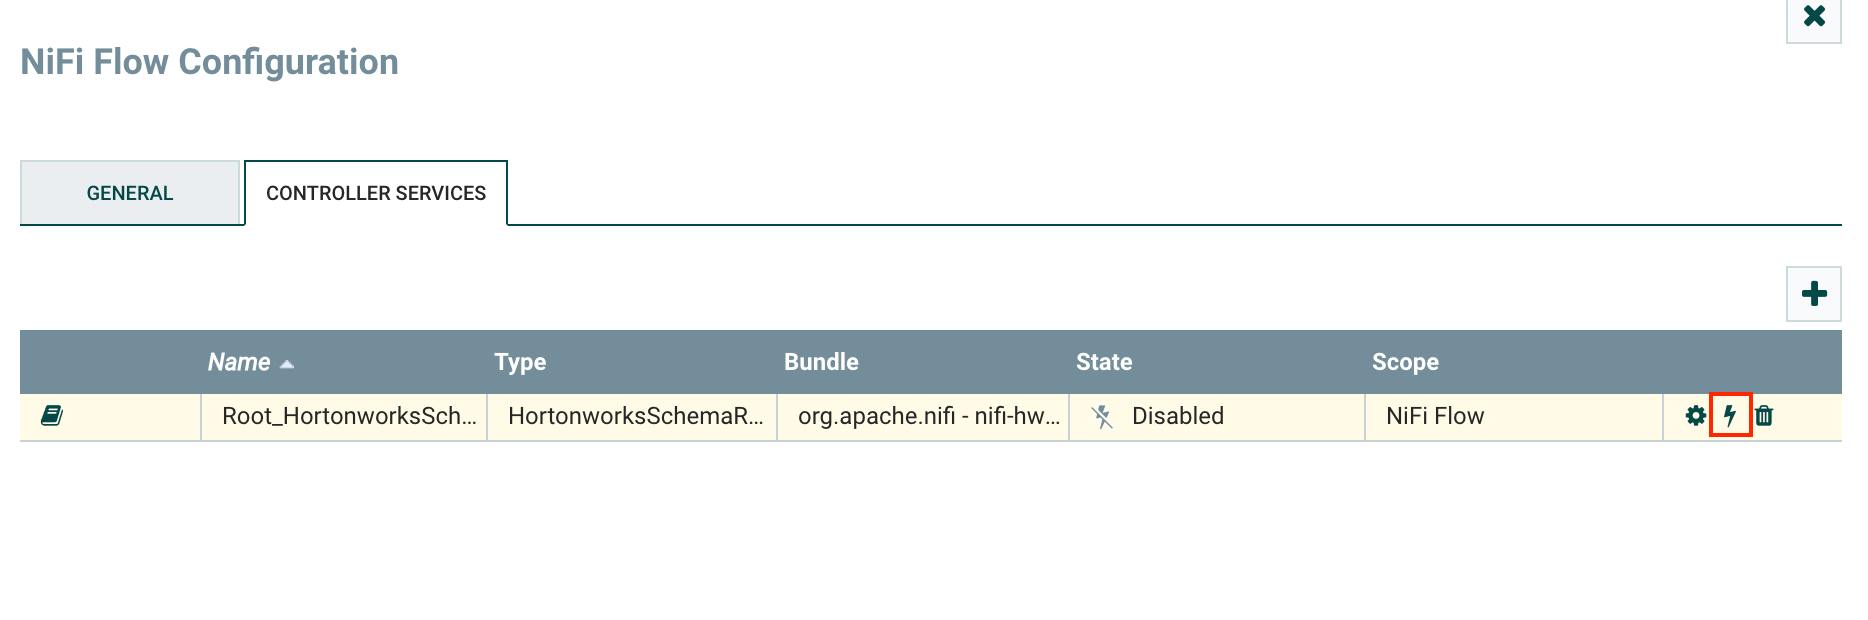 NiFi Flow Configuration
GENERAL
CONTROLLER SERVICES
Name Type Bundle State Scope
Root_HortonworksSch... HortonworksSchemaR... org.apache.nifi - nifi-hw... Disabled NiFi Flow